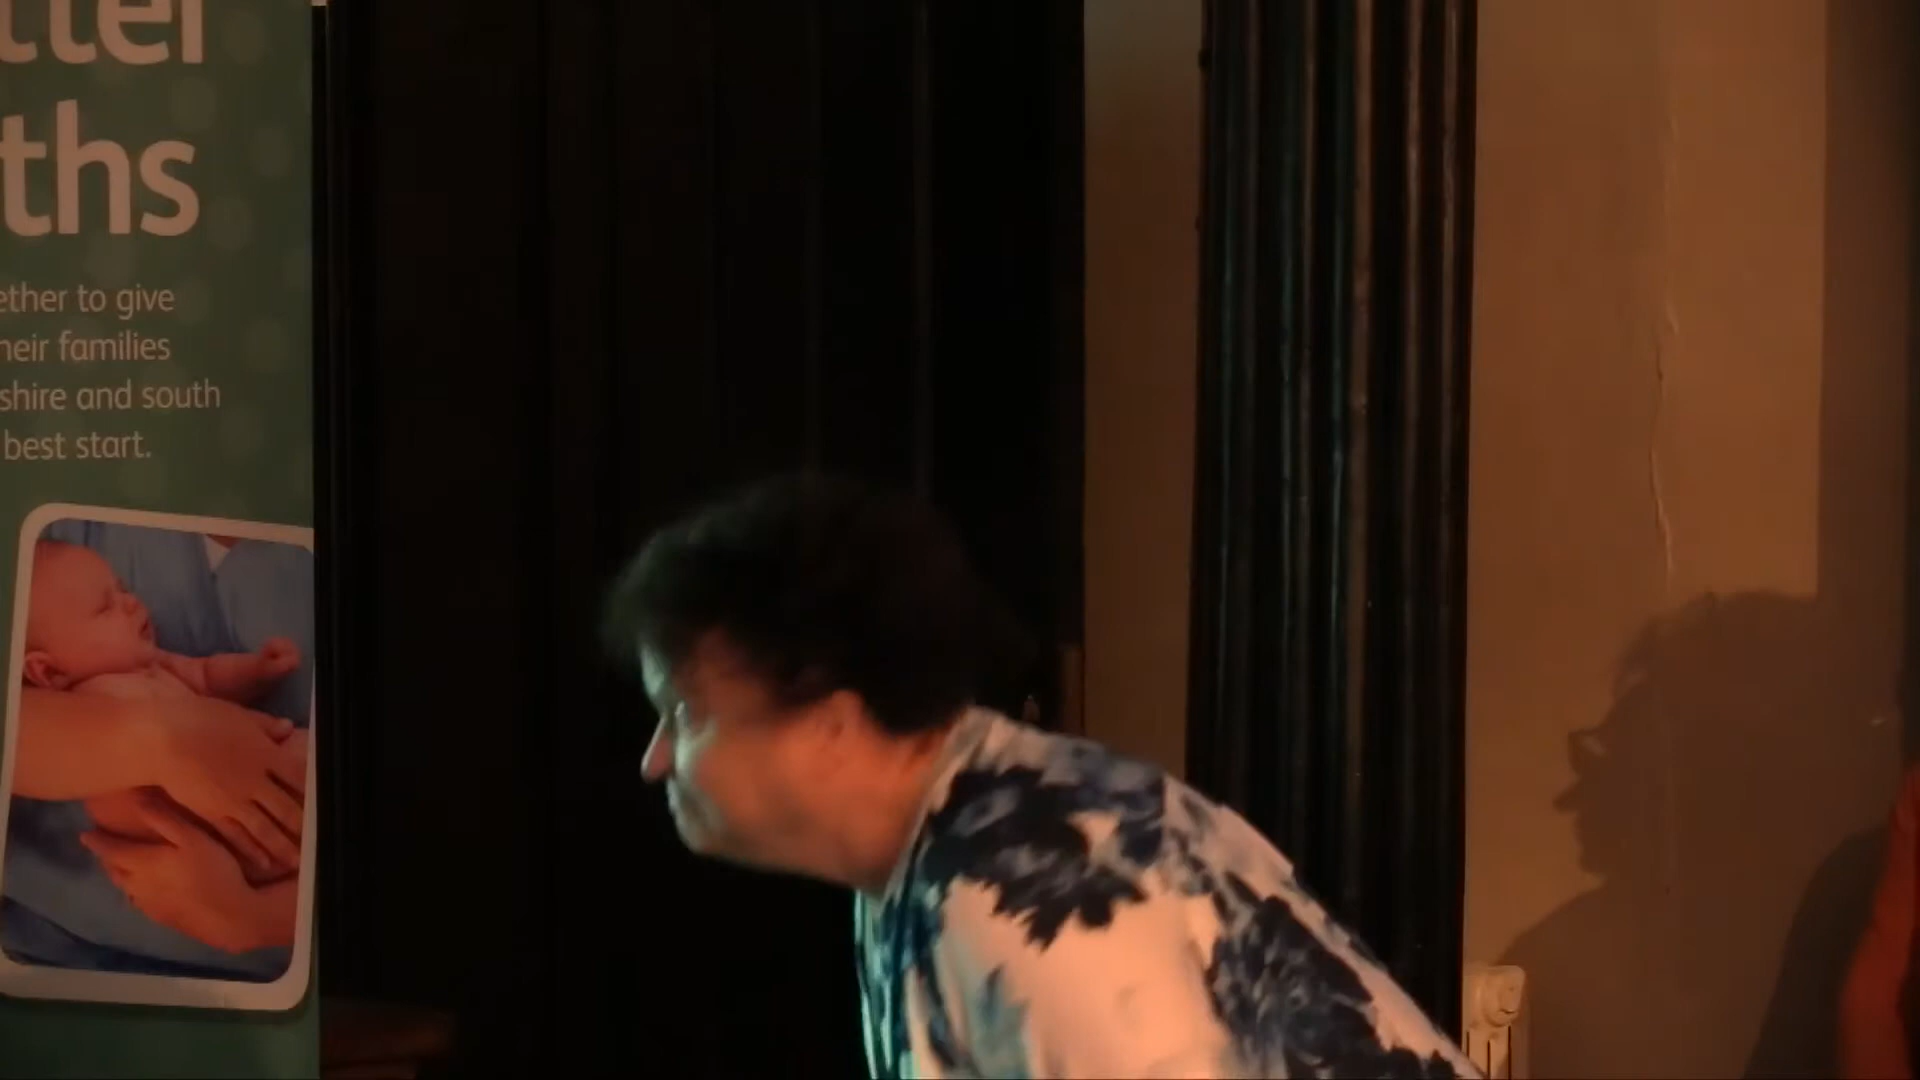 tter
ths
ether to give
heir families
shire and south
best start.